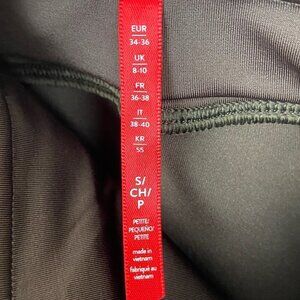 EUR
34-36
UK
8-10
FR
36-38
IT
38-40
KR
55
S/
CH/
P
PETITE/
PEQUEÑO/
PETITE
made in
vietnam
fabriqué au
vietnam